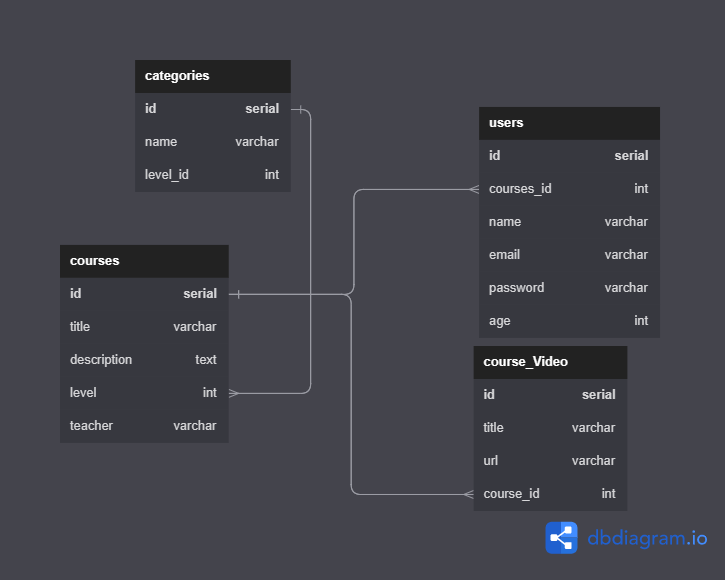 categories
id serial
name varchar
level_id int
users
id serial
courses_id int
name varchar
email varchar
password varchar
age int
courses
id serial
title varchar
description text
level int
teacher varchar
course_Video
id serial
title varchar
url varchar
course_id int
dbdiagram.io